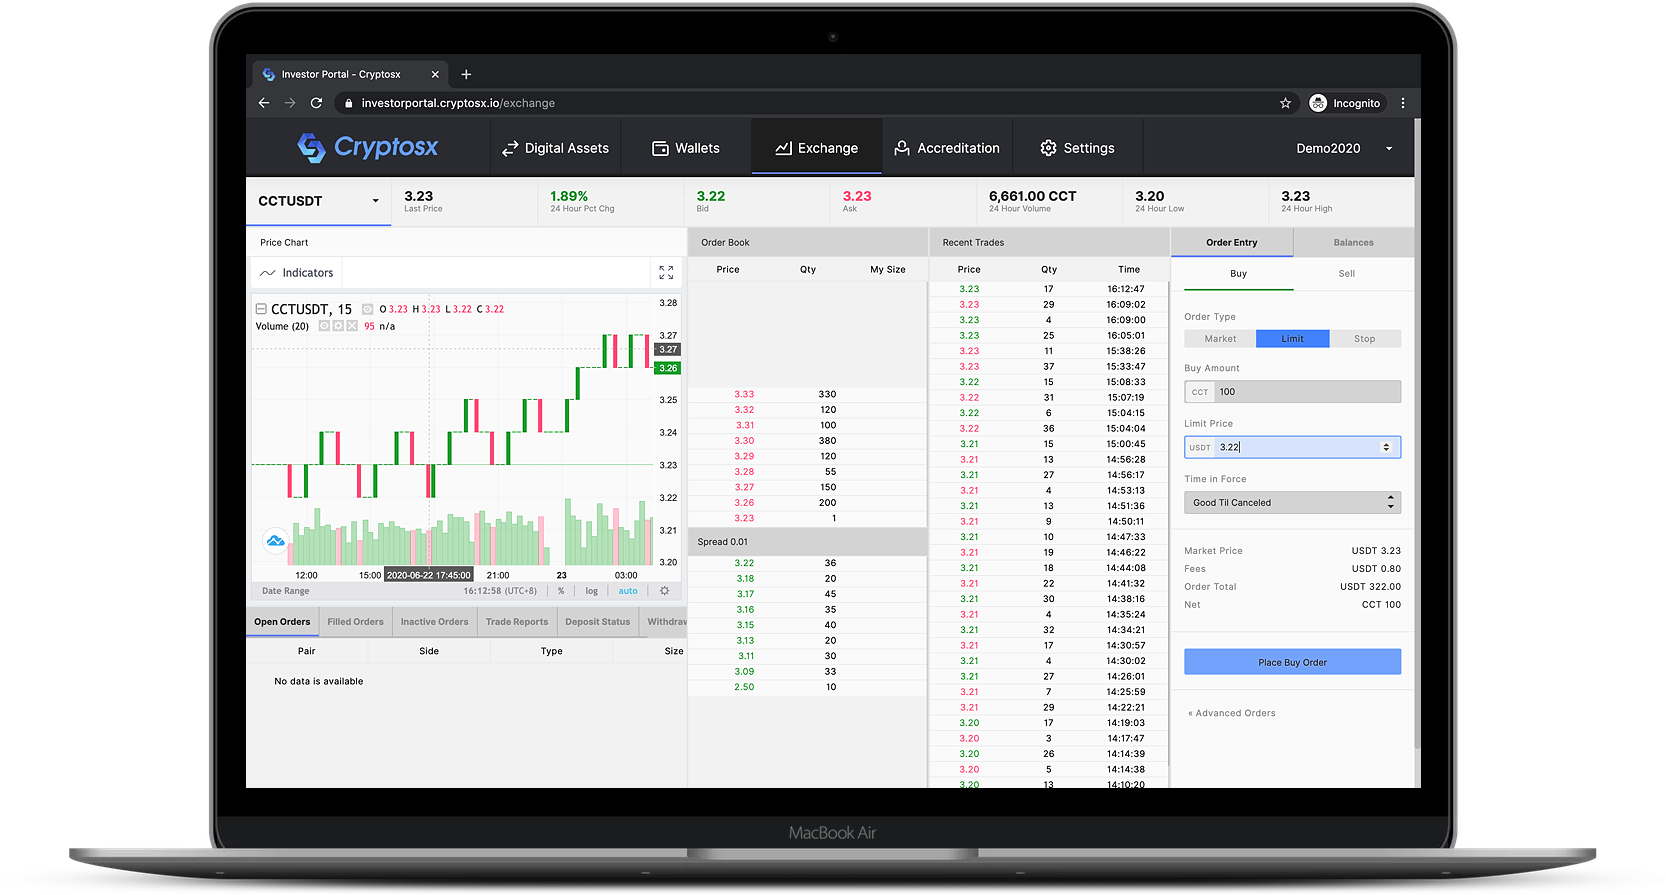 Investor Portal - Cryptosx
investorportal.cryptosx.io/exchange
Incognito
Cryptosx
Digital Assets
Wallets
Exchange
Accreditation
Settings
Demo2020
CCTUSDT
3.23
Last Price
1.89%
24 Hour Pct Chg
3.22
Bid
3.23
Ask
6,661.00 CCT
24 Hour Volume
3.20
24 Hour Low
3.23
24 Hour High
Price Chart
Indicators
CCTUSDT, 15 O 3.23 H 3.23 L 3.22 C 3.22
Volume (20) 95 n/a
3.28
3.27
3.27
3.26
3.25
3.24
3.23
3.22
3.21
3.20
12:00 15:00 2020-06-22 17:45:00 21:00 23 03:00
Date Range 16:12:58 (UTC+8) % log auto
Open Orders Filled Orders Inactive Orders Trade Reports Deposit Status Withdraw
Pair Side Type Size
No data is available
Order Book
Price Qty My Size
3.33 330
3.32 120
3.31 100
3.30 380
3.29 120
3.28 55
3.27 150
3.26 200
3.23 1
Spread 0.01
3.22 36
3.18 20
3.17 45
3.16 35
3.15 40
3.13 20
3.11 30
3.09 33
2.50 10
Recent Trades
Price Qty Time
3.23 17 16:12:47
3.23 29 16:09:02
3.23 4 16:09:00
3.23 25 16:05:01
3.23 11 15:38:26
3.23 37 15:33:47
3.22 15 15:08:33
3.22 31 15:07:19
3.22 6 15:04:15
3.22 36 15:04:04
3.21 15 15:00:45
3.21 13 14:56:28
3.21 27 14:56:17
3.21 4 14:53:13
3.21 13 14:51:36
3.21 9 14:50:11
3.21 10 14:47:33
3.21 19 14:46:22
3.21 18 14:44:08
3.21 22 14:41:32
3.21 30 14:38:16
3.21 4 14:35:24
3.21 32 14:34:21
3.21 17 14:30:57
3.21 4 14:30:02
3.21 27 14:26:01
3.21 7 14:25:59
3.21 29 14:22:21
3.20 17 14:19:03
3.20 3 14:17:47
3.20 26 14:14:39
3.20 5 14:14:38
3.20 13 14:10:20
Order Entry Balances
Buy Sell
Order Type
Market Limit Stop
Buy Amount
CCT 100
Limit Price
USDT 3.22
Time in Force
Good Til Canceled
Market Price USDT 3.23
Fees USDT 0.80
Order Total USDT 322.00
Net CCT 100
Place Buy Order
« Advanced Orders
MacBook Air